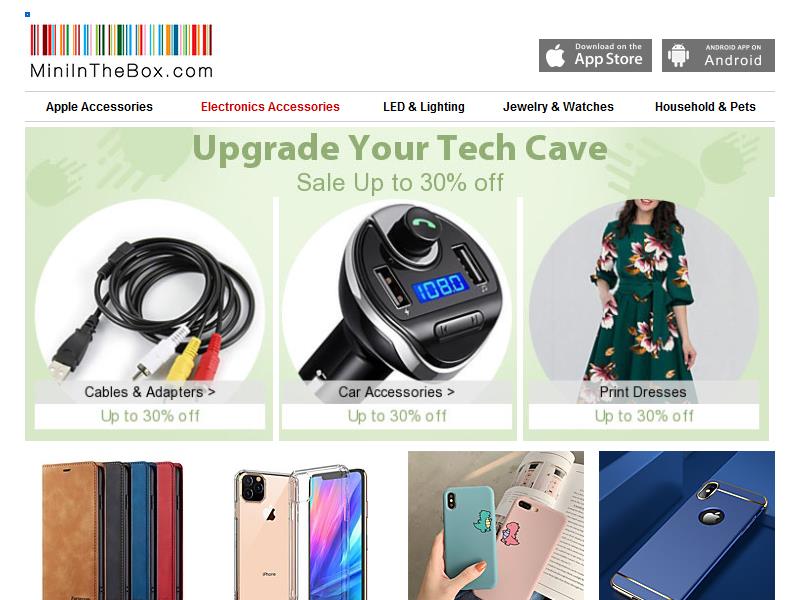 MiniInTheBox.com
Download on the
App Store
ANDROID APP ON
Android
Apple Accessories
Electronics Accessories
LED & Lighting
Jewelry & Watches
Household & Pets
Upgrade Your Tech Cave
Sale Up to 30% off
108.0
Cables & Adapters >
Car Accessories >
Print Dresses
Up to 30% off
Up to 30% off
Up to 30% off
iPhone